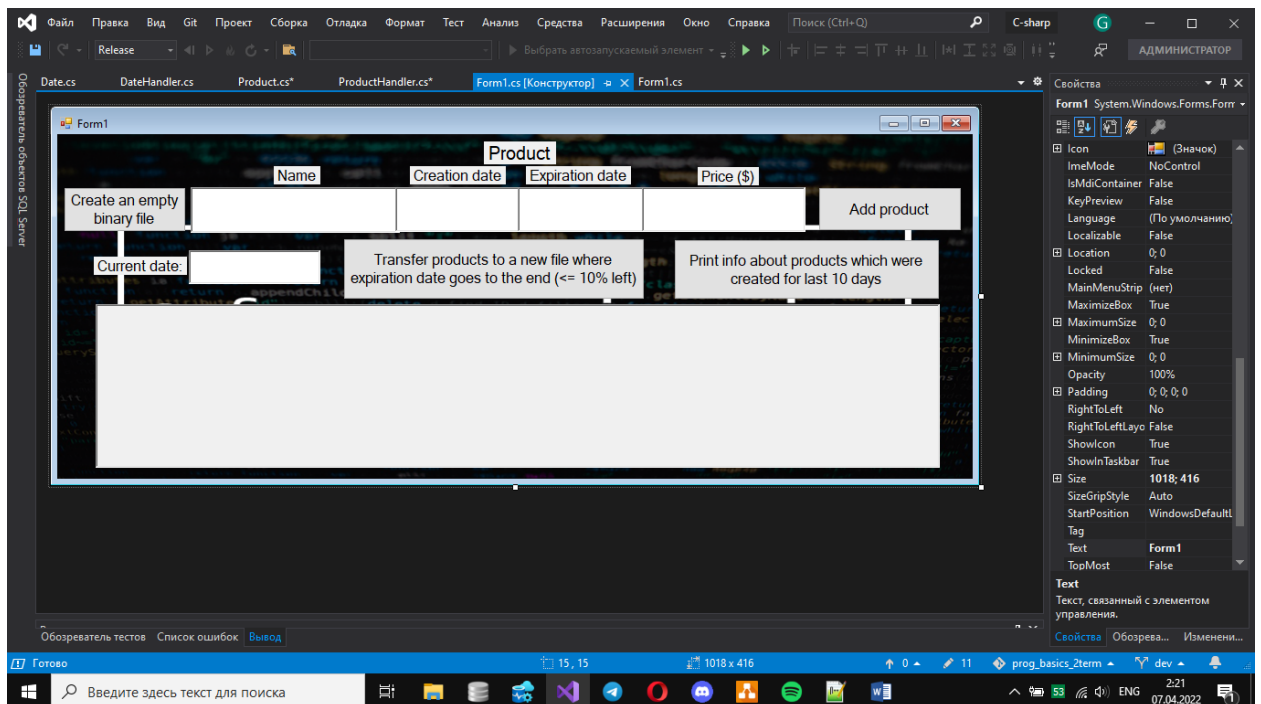 Файл Правка Вид Git Проект Сборка Отладка Формат Тест Анализ Средства Расширения Окно Справка Поиск (Ctrl+Q) C-sharp G
Release Выбрать автозапускаемый элемент АДМИНИСТРАТОР
Обозреватель объектов SQL Server
Date.cs DateHandler.cs Product.cs* ProductHandler.cs* Form1.cs [Конструктор] Form1.cs
Form1
Product
Name Creation date Expiration date Price ($)
Create an empty
binary file
Add product
Current date:
Transfer products to a new file where
expiration date goes to the end (<= 10% left)
Print info about products which were
created for last 10 days
Свойства
Form1 System.Windows.Forms.Form
Icon (Значок)
ImeMode NoControl
IsMdiContainer False
KeyPreview False
Language (По умолчанию)
Localizable False
Location 0; 0
Locked False
MainMenuStrip (нет)
MaximizeBox True
MaximumSize 0; 0
MinimizeBox True
MinimumSize 0; 0
Opacity 100%
Padding 0; 0; 0; 0
RightToLeft No
RightToLeftLayo False
ShowIcon True
ShowInTaskbar True
Size 1018; 416
SizeGripStyle Auto
StartPosition WindowsDefaultL
Tag
Text Form1
TopMost False
Text
Текст, связанный с элементом
управления.
Обозреватель тестов Список ошибок Вывод
Свойства Обозрева... Изменени...
Готово 15 , 15 1018 x 416 0 11 prog_basics_2term dev
Введите здесь текст для поиска 53 ENG 2:21
07.04.2022 1